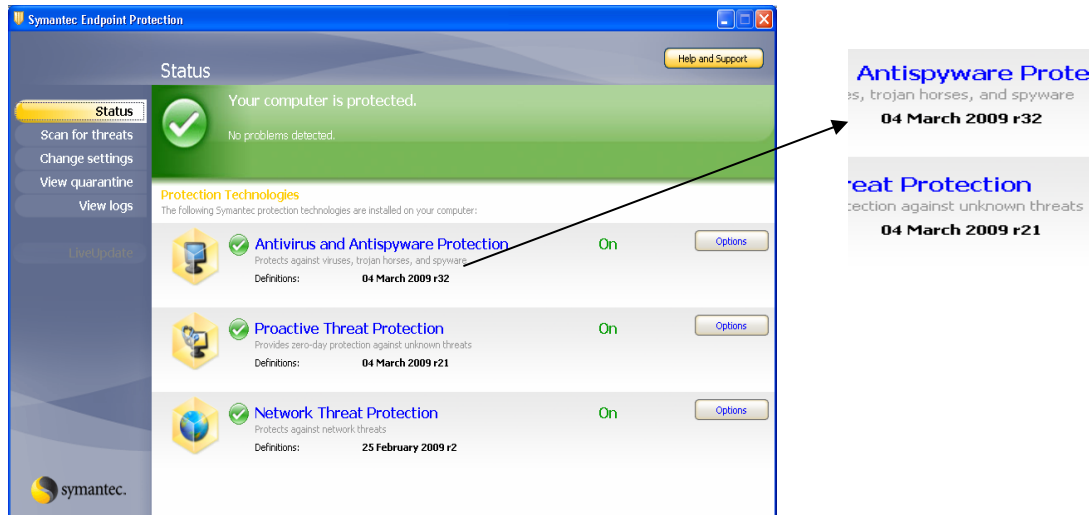 Symantec Endpoint Protection
Status
Help and Support
Status
Scan for threats
Change settings
View quarantine
View logs
LiveUpdate
symantec.
Your computer is protected.
No problems detected.
Protection Technologies
The following Symantec protection technologies are installed on your computer:
Antivirus and Antispyware Protection On Options
Protects against viruses, trojan horses, and spyware
Definitions: 04 March 2009 r32
Proactive Threat Protection On Options
Provides zero-day protection against unknown threats
Definitions: 04 March 2009 r21
Network Threat Protection On Options
Protects against network threats
Definitions: 25 February 2009 r2
Antispyware Prote
es, trojan horses, and spyware
04 March 2009 r32
reat Protection
tection against unknown threats
04 March 2009 r21